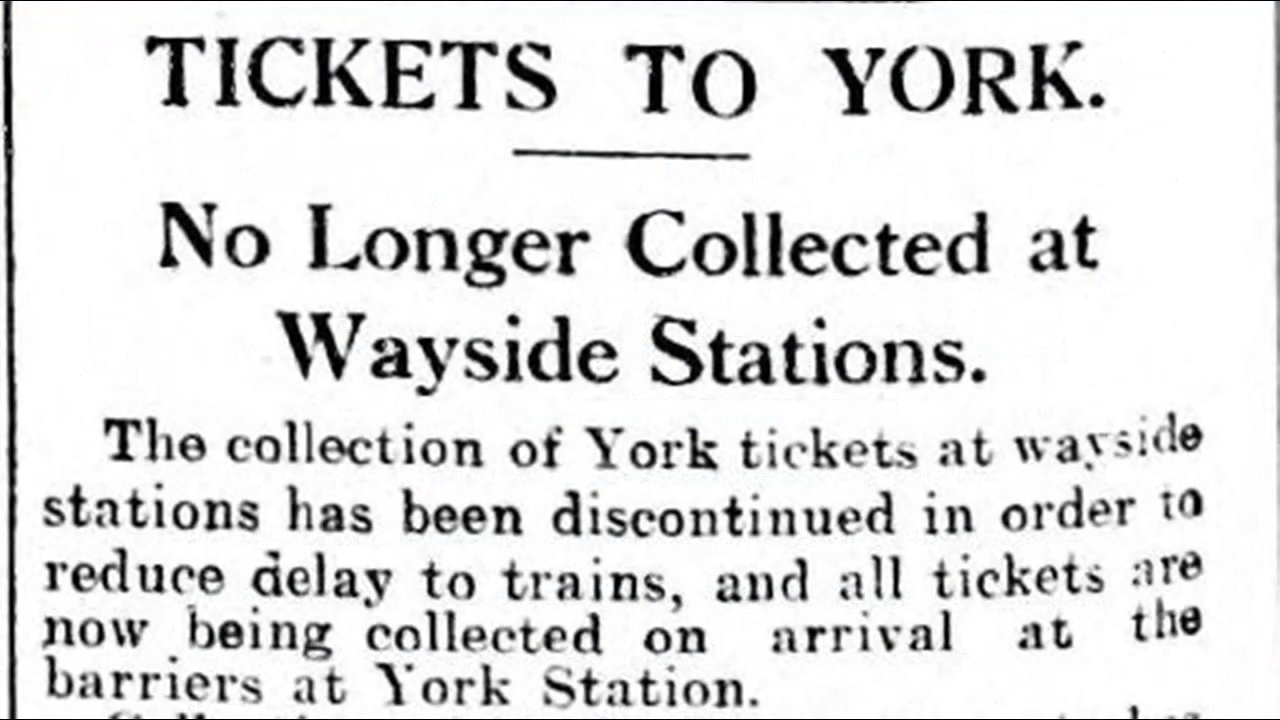 TICKETS TO YORK.
No Longer Collected at
Wayside Stations.
The collection of York tickets at wayside
stations has been discontinued in order to
reduce delay to trains, and all tickets are
now being collected on arrival at the
barriers at York Station.